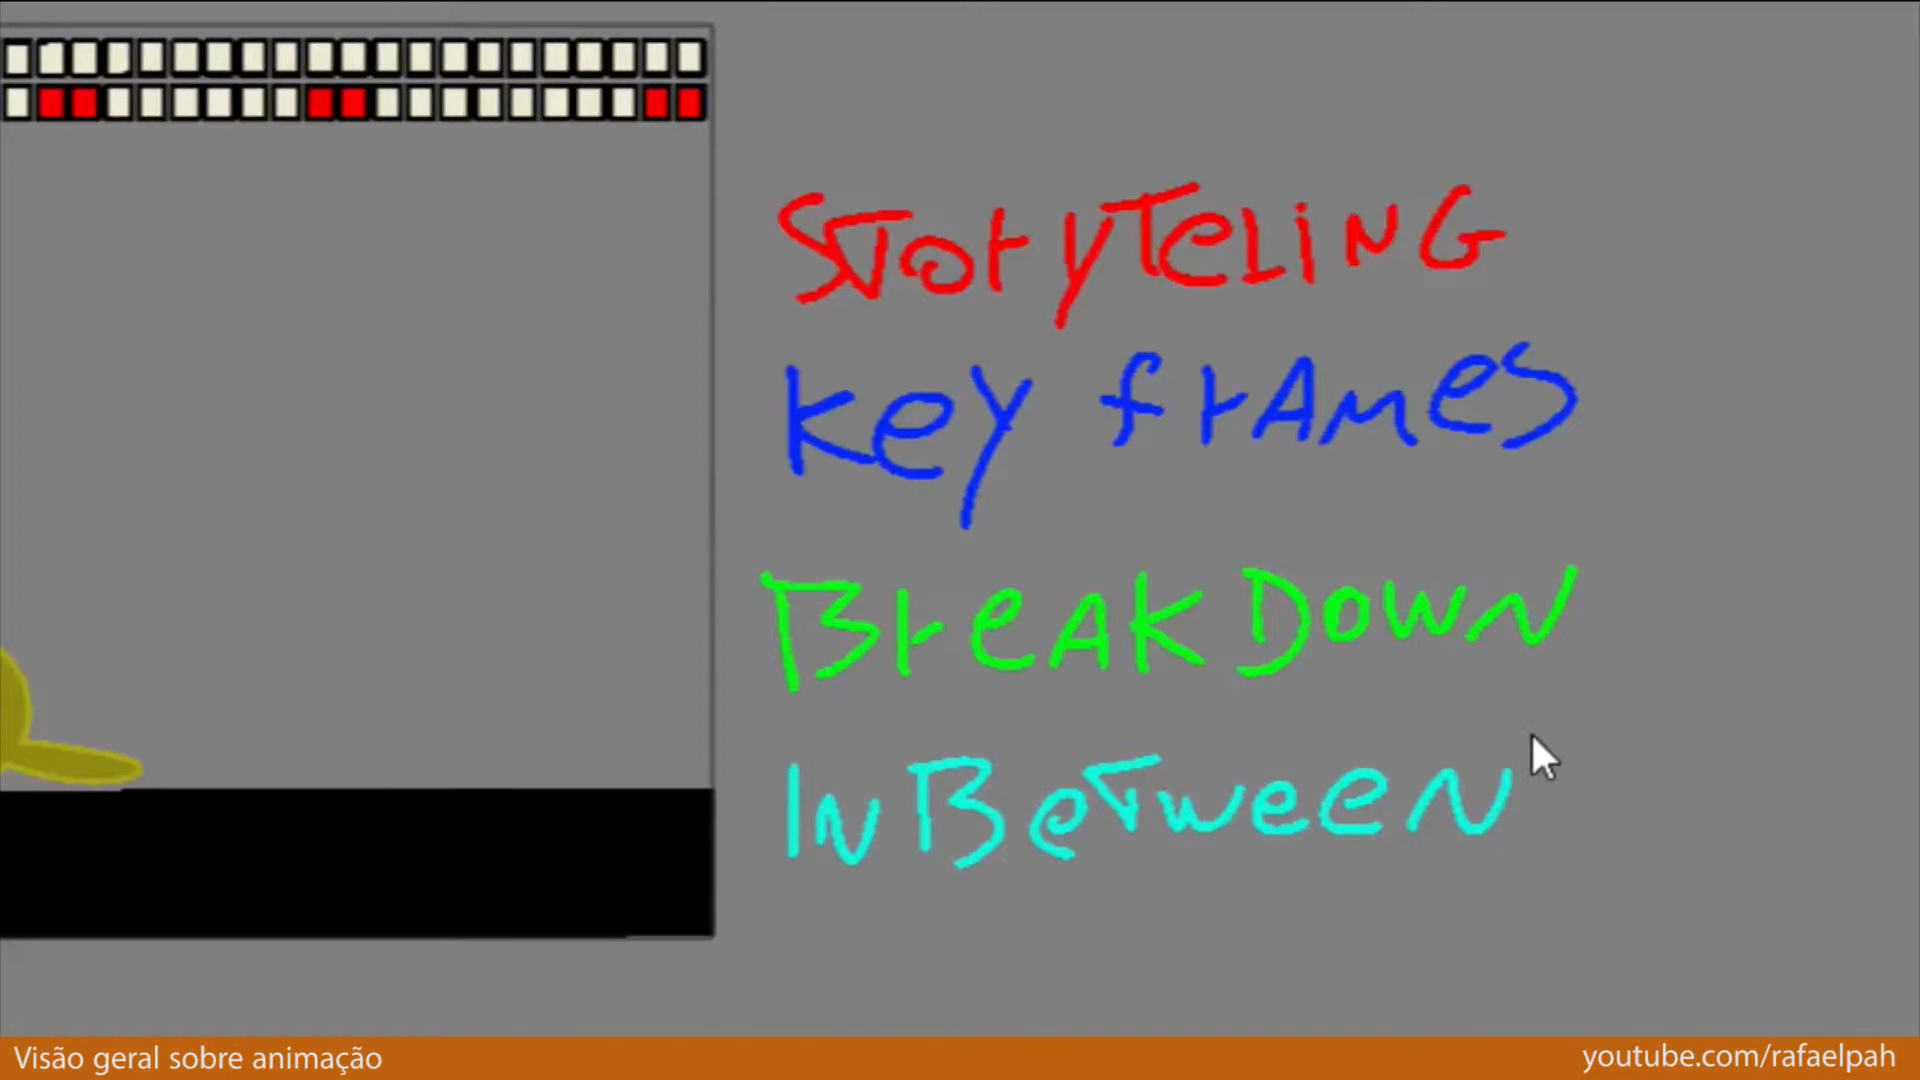 Storyteling
Key frames
BreakDown
InBetween
Visão geral sobre animação
youtube.com/rafaelpah